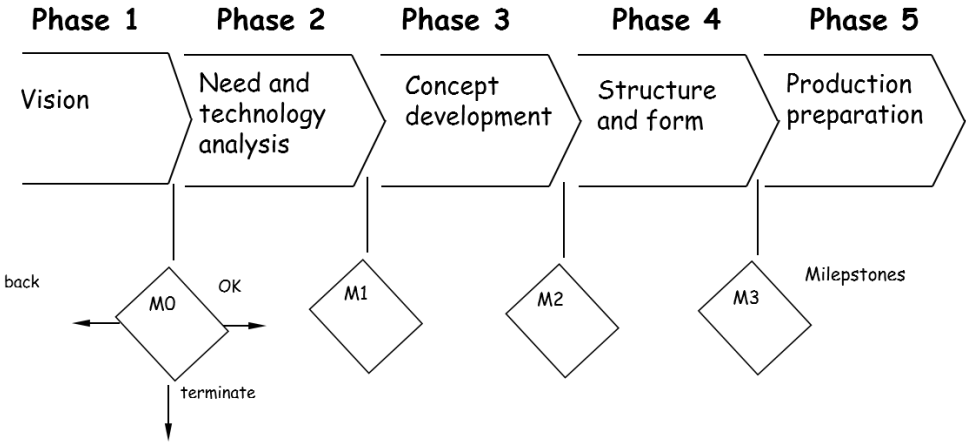 Phase 1
Phase 2
Phase 3
Phase 4
Phase 5
Vision
Need and
technology
analysis
Concept
development
Structure
and form
Production
preparation
back
M0
OK
terminate
M1
M2
M3
Milepstones